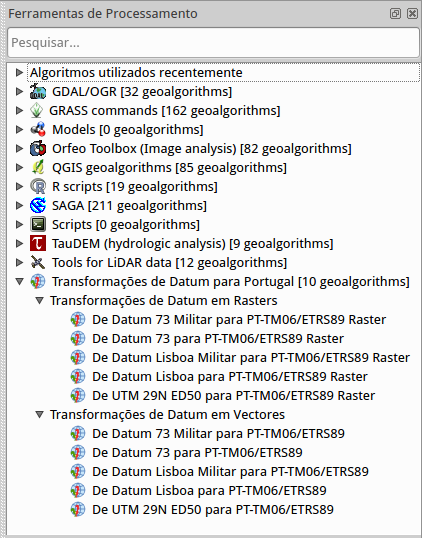 Ferramentas de Processamento
Pesquisar...
Algoritmos utilizados recentemente
GDAL/OGR [32 geoalgorithms]
GRASS commands [162 geoalgorithms]
Models [0 geoalgorithms]
Orfeo Toolbox (Image analysis) [82 geoalgorithms]
QGIS geoalgorithms [85 geoalgorithms]
R scripts [19 geoalgorithms]
SAGA [211 geoalgorithms]
Scripts [0 geoalgorithms]
TauDEM (hydrologic analysis) [9 geoalgorithms]
Tools for LiDAR data [12 geoalgorithms]
Transformações de Datum para Portugal [10 geoalgorithms]
Transformações de Datum em Rasters
De Datum 73 Militar para PT-TM06/ETRS89 Raster
De Datum 73 para PT-TM06/ETRS89 Raster
De Datum Lisboa Militar para PT-TM06/ETRS89 Raster
De Datum Lisboa para PT-TM06/ETRS89 Raster
De UTM 29N ED50 para PT-TM06/ETRS89 Raster
Transformações de Datum em Vectores
De Datum 73 Militar para PT-TM06/ETRS89
De Datum 73 para PT-TM06/ETRS89
De Datum Lisboa Militar para PT-TM06/ETRS89
De Datum Lisboa para PT-TM06/ETRS89
De UTM 29N ED50 para PT-TM06/ETRS89